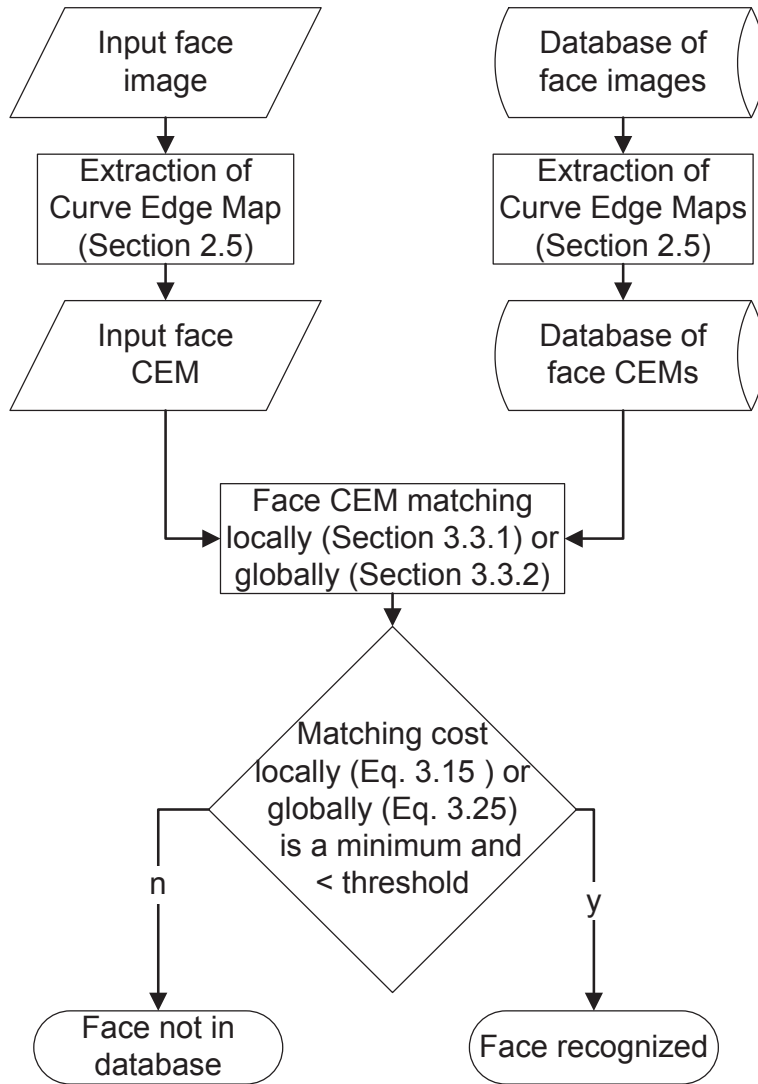 Input face
image
Database of
face images
Extraction of
Curve Edge Map
(Section 2.5)
Extraction of
Curve Edge Maps
(Section 2.5)
Input face
CEM
Database of
face CEMs
Face CEM matching
locally (Section 3.3.1) or
globally (Section 3.3.2)
Matching cost
locally (Eq. 3.15 ) or
globally (Eq. 3.25)
is a minimum and
< threshold
n
y
Face not in
database
Face recognized